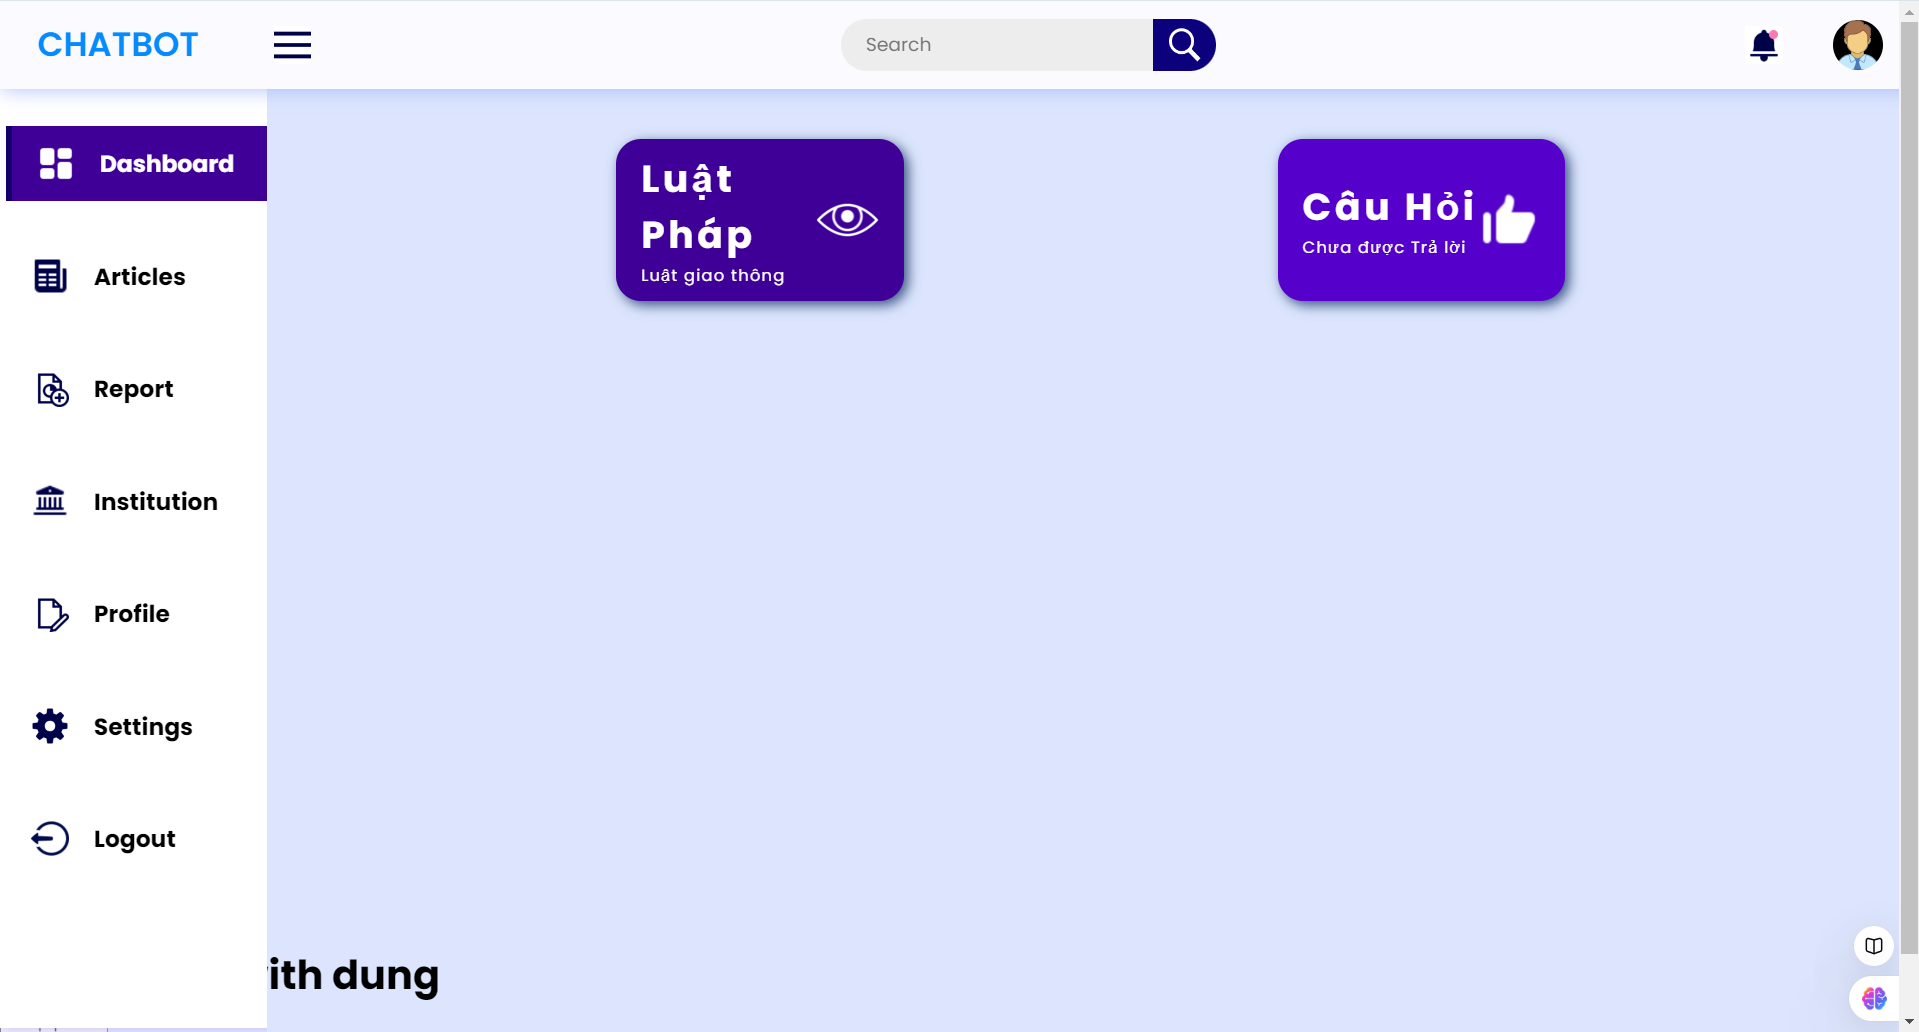 CHATBOT
Search
Dashboard
Articles
Report
Institution
Profile
Settings
Logout
Luật
Pháp
Luật giao thông
Câu Hỏi
Chưa được Trả lời
ith dung